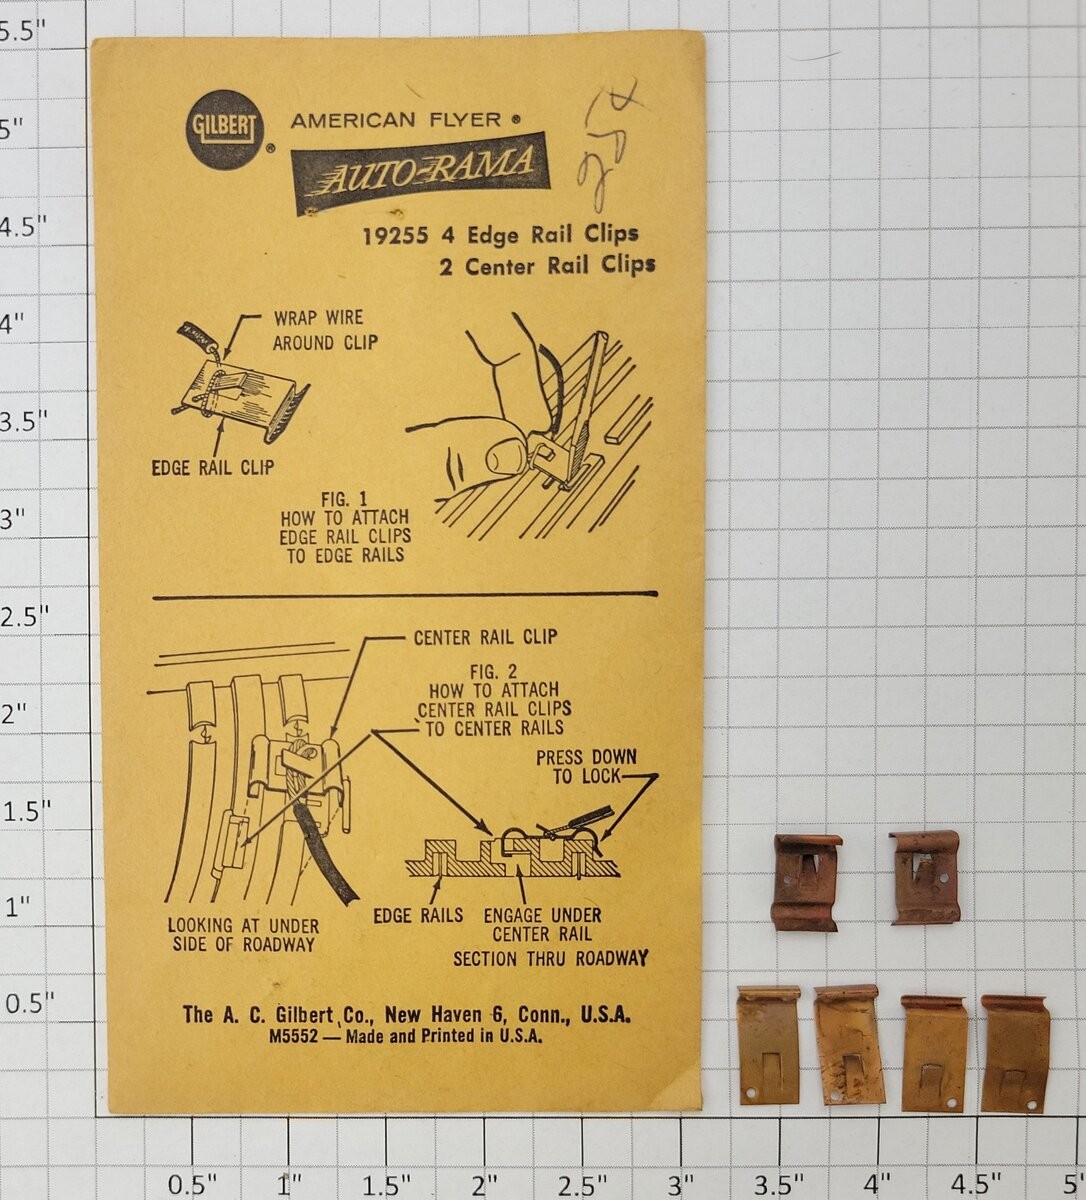 5.5"
5"
4.5"
4"
3.5"
3"
2.5"
2"
1.5"
1"
0.5"
GILBERT ®
AMERICAN FLYER ®
AUTO-RAMA
254
19255 4 Edge Rail Clips
2 Center Rail Clips
WRAP WIRE
AROUND CLIP
EDGE RAIL CLIP
FIG. 1
HOW TO ATTACH
EDGE RAIL CLIPS
TO EDGE RAILS
CENTER RAIL CLIP
FIG. 2
HOW TO ATTACH
CENTER RAIL CLIPS
TO CENTER RAILS
PRESS DOWN
TO LOCK
LOOKING AT UNDER
SIDE OF ROADWAY
EDGE RAILS
ENGAGE UNDER
CENTER RAIL
SECTION THRU ROADWAY
The A. C. Gilbert Co., New Haven 6, Conn., U.S.A.
M5552 — Made and Printed in U.S.A.
0.5" 1" 1.5" 2" 2.5" 3" 3.5" 4" 4.5" 5"